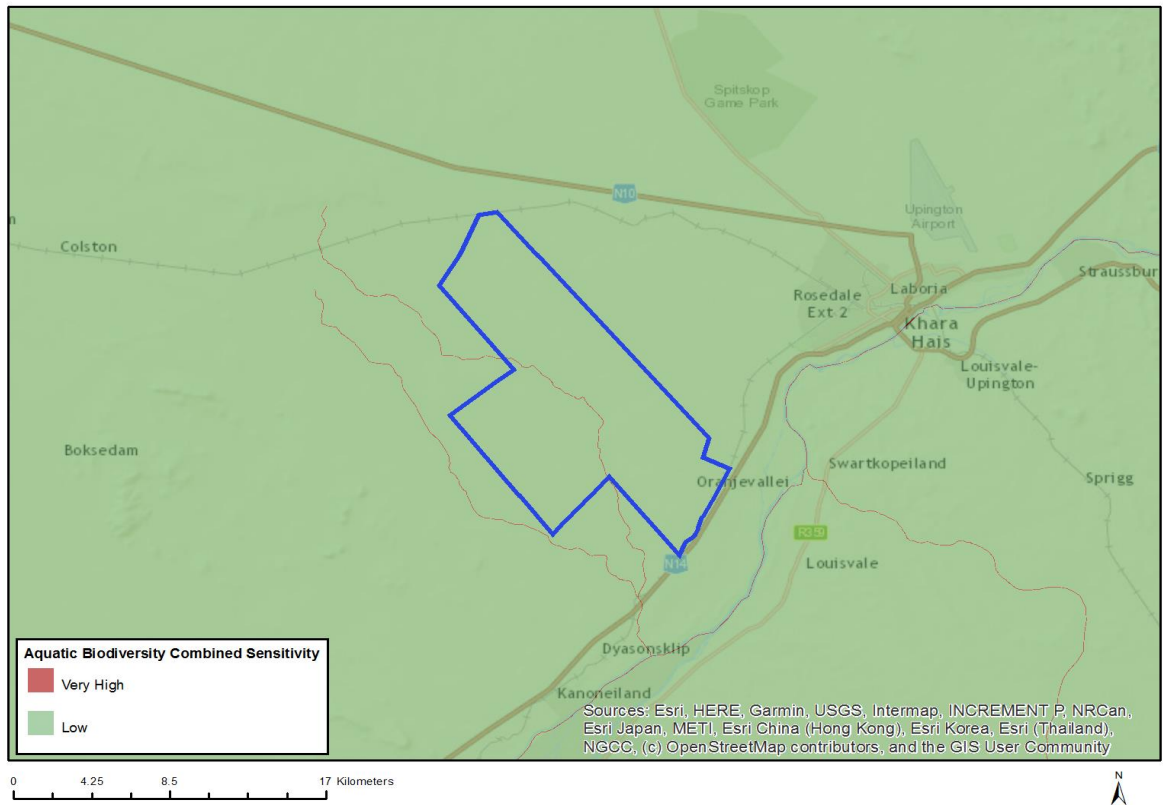 Spitskop
Game Park
N10
n
Upington
Airport
Colston
Straussbur
Laboria
Rosedale
Ext 2
Khara
Hais
Louisvale-
Upington
Boksedam
Swartkopeiland
Oranjevallei
Sprigg
R359
N14
Louisvale
Dyasonsklip
Kanoneiland
Aquatic Biodiversity Combined Sensitivity
Very High
Low
Sources: Esri, HERE, Garmin, USGS, Intermap, INCREMENT P, NRCan,
Esri Japan, METI, Esri China (Hong Kong), Esri Korea, Esri (Thailand),
NGCC, (c) OpenStreetMap contributors, and the GIS User Community
0 4.25 8.5 17 Kilometers
N